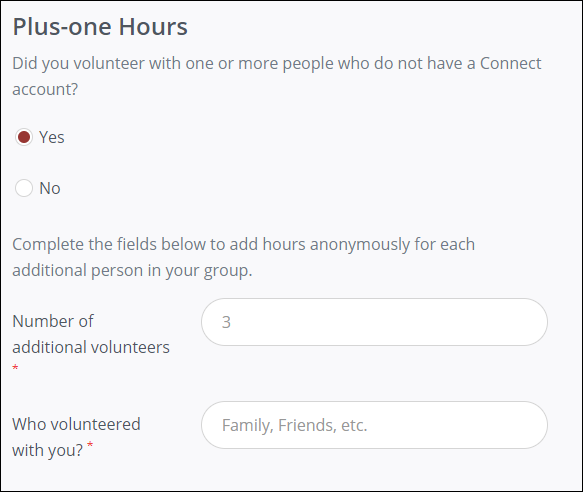 Plus-one Hours
Did you volunteer with one or more people who do not have a Connect
account?
Yes
No
Complete the fields below to add hours anonymously for each
additional person in your group.
Number of
additional volunteers
*
3
Who volunteered
with you? *
Family, Friends, etc.